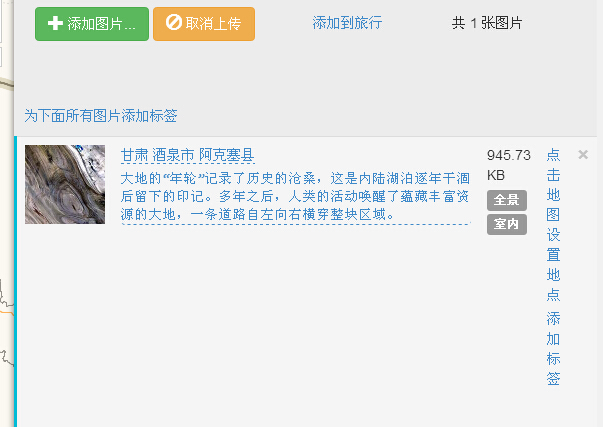 添加图片... 取消上传 添加到旅行 共 1 张图片
为下面所有图片添加标签
甘肃 酒泉市 阿克塞县
大地的“年轮”记录了历史的沧桑，这是内陆湖泊逐年干涸
后留下的印记。多年之后，人类的活动唤醒了蕴藏丰富资
源的大地，一条道路自左向右横穿整块区域。
945.73
KB
全景
室内
点
击
地
图
设
置
地
点
添
加
标
签
×